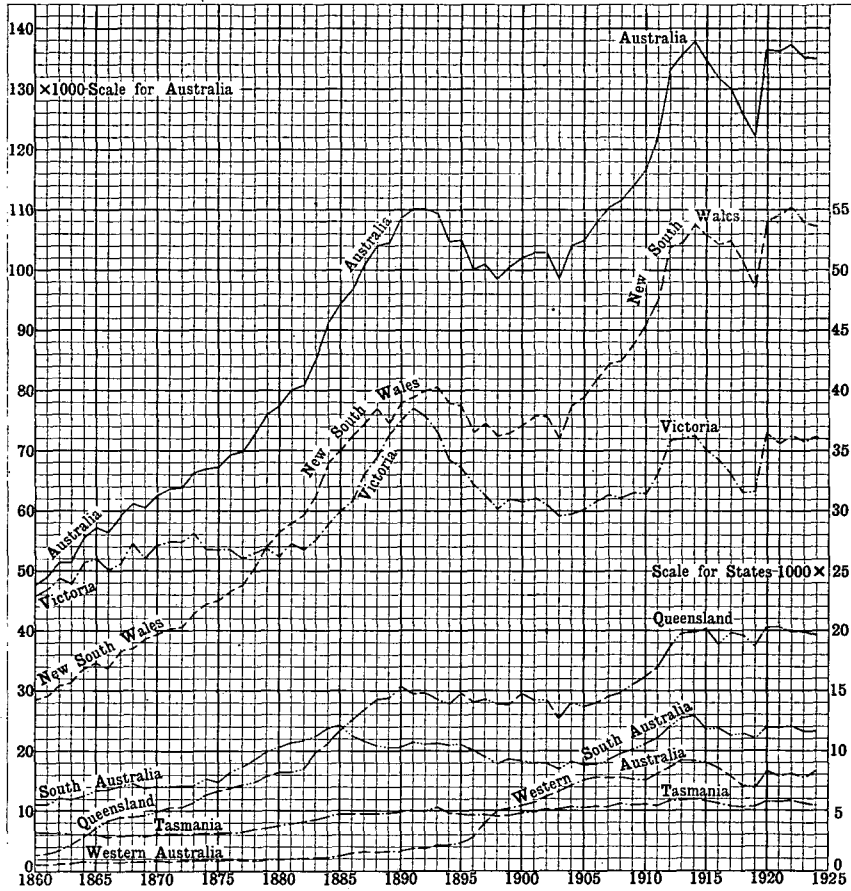 140
Australia
130 ×1000 Scale for Australia
120
110
New South Wales
55
Australia
100
50
90
45
80
New South Wales
40
70
Victoria
Victoria
35
60
Australia
30
50
Scale for States 1000 ×
25
Victoria
40
Queensland
20
New South Wales
30
15
20
South Australia
South Australia
Western Australia
10
Queensland
10
Tasmania
Tasmania
5
Western Australia
0
0
1860 1865 1870 1875 1880 1885 1890 1895 1900 1905 1910 1915 1920 1925